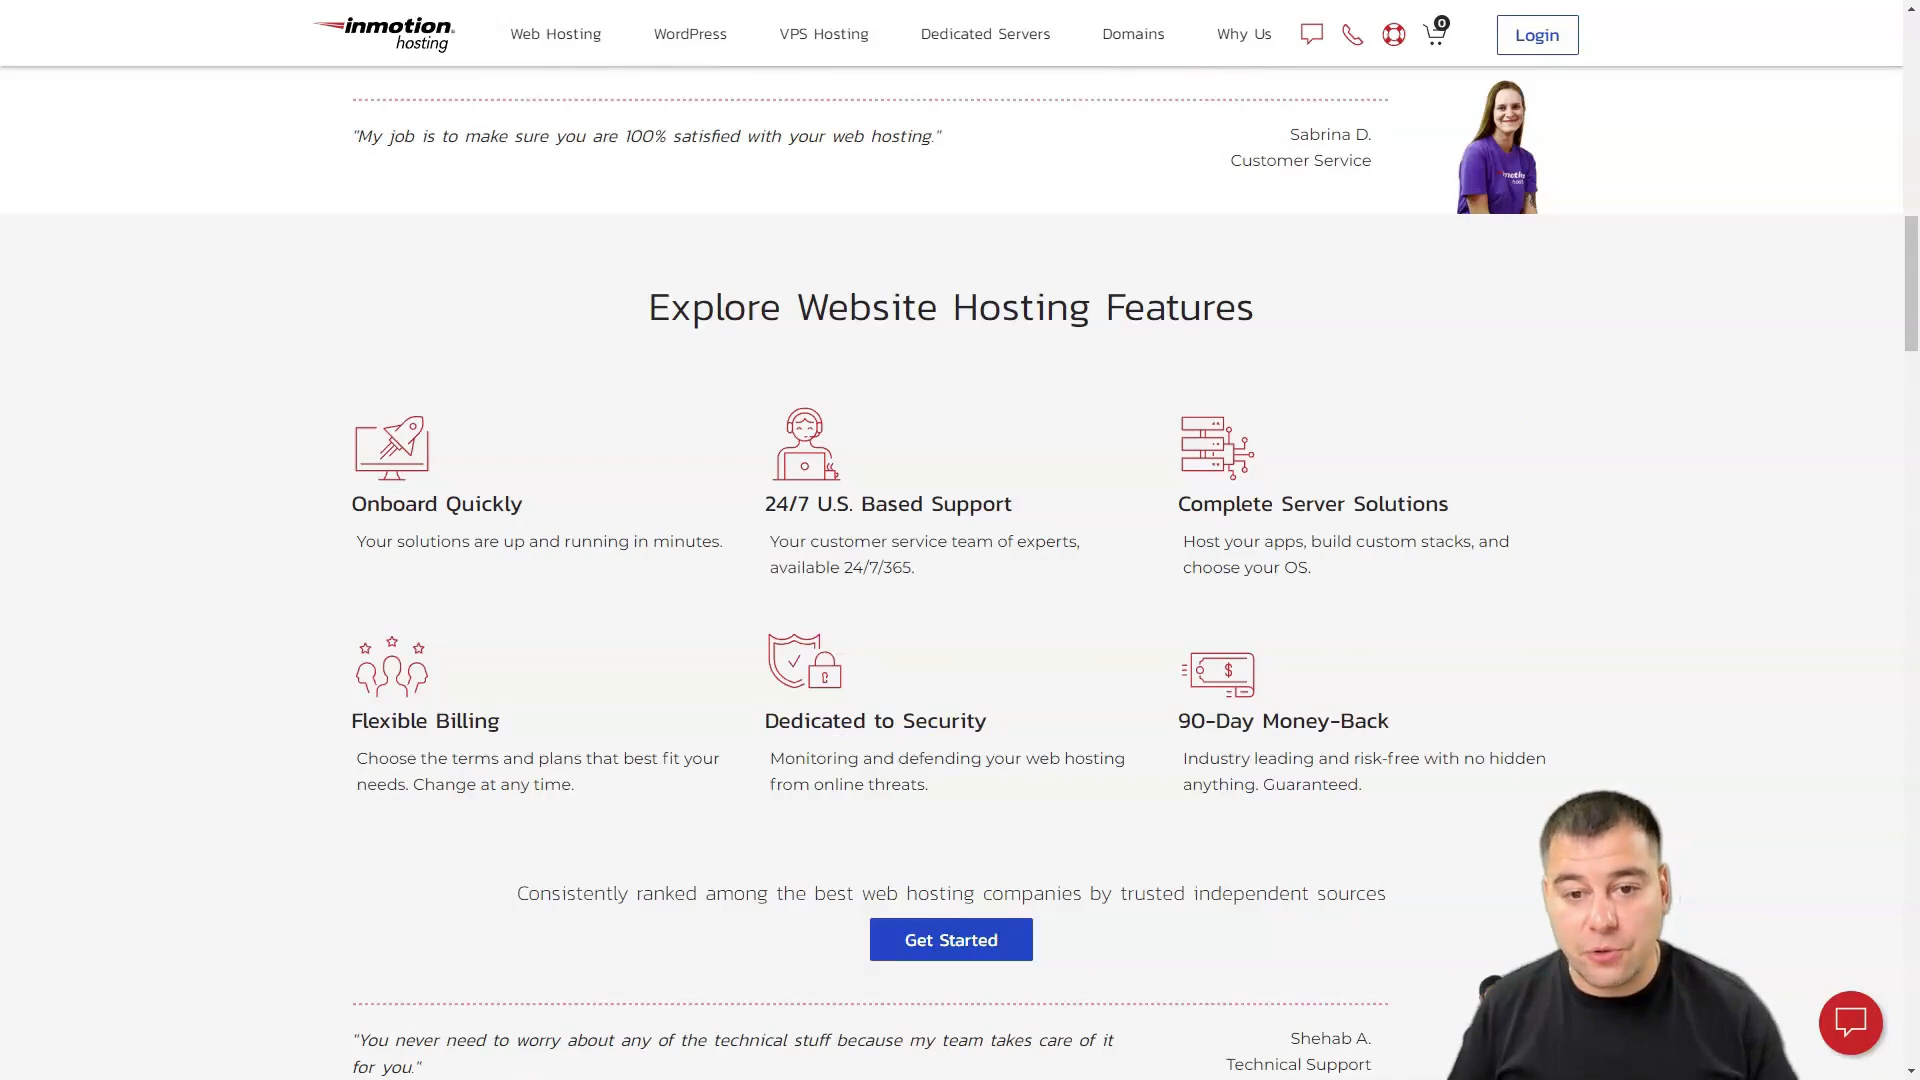 inmotion
hosting
Web Hosting
WordPress
VPS Hosting
Dedicated Servers
Domains
Why Us
0
Login
"My job is to make sure you are 100% satisfied with your web hosting."
Sabrina D.
Customer Service
Explore Website Hosting Features
Onboard Quickly
Your solutions are up and running in minutes.
24/7 U.S. Based Support
Your customer service team of experts,
available 24/7/365.
Complete Server Solutions
Host your apps, build custom stacks, and
choose your OS.
Flexible Billing
Choose the terms and plans that best fit your
needs. Change at any time.
Dedicated to Security
Monitoring and defending your web hosting
from online threats.
$
90-Day Money-Back
Industry leading and risk-free with no hidden
anything. Guaranteed.
Consistently ranked among the best web hosting companies by trusted independent sources
Get Started
"You never need to worry about any of the technical stuff because my team takes care of it
for you."
Shehab A.
Technical Support